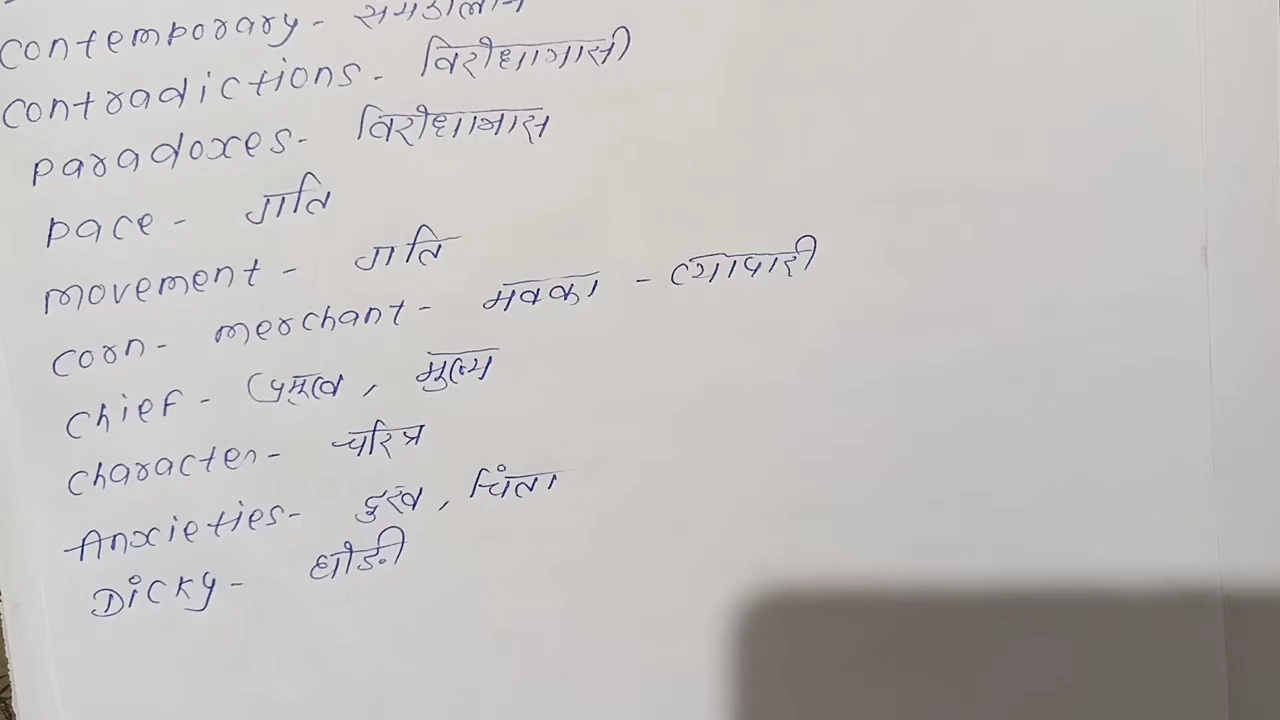 contemporary - समकालीन
contradictions - विरोधाभासी
paradoxes - विरोधाभास
pace - गति
movement - गति
corn - merchant - मक्का - व्यापारी
chief - प्रमुख , मुख्य
character - चरित्र
Anxieties - दुख , चिंता
Dicky - घोड़ी